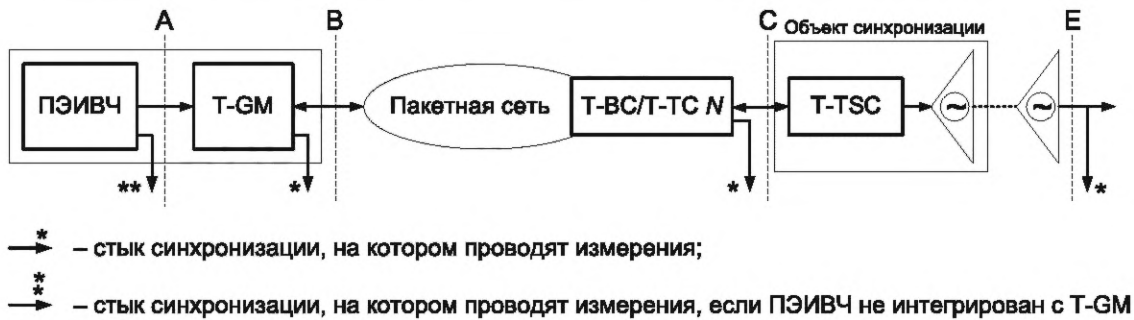 A B C Объект синхронизации E
ПЭИВЧ T-GM Пакетная сеть T-BC/T-TC N T-TSC ~ ~
** * * *
* – стык синхронизации, на котором проводят измерения;
** – стык синхронизации, на котором проводят измерения, если ПЭИВЧ не интегрирован с T-GM